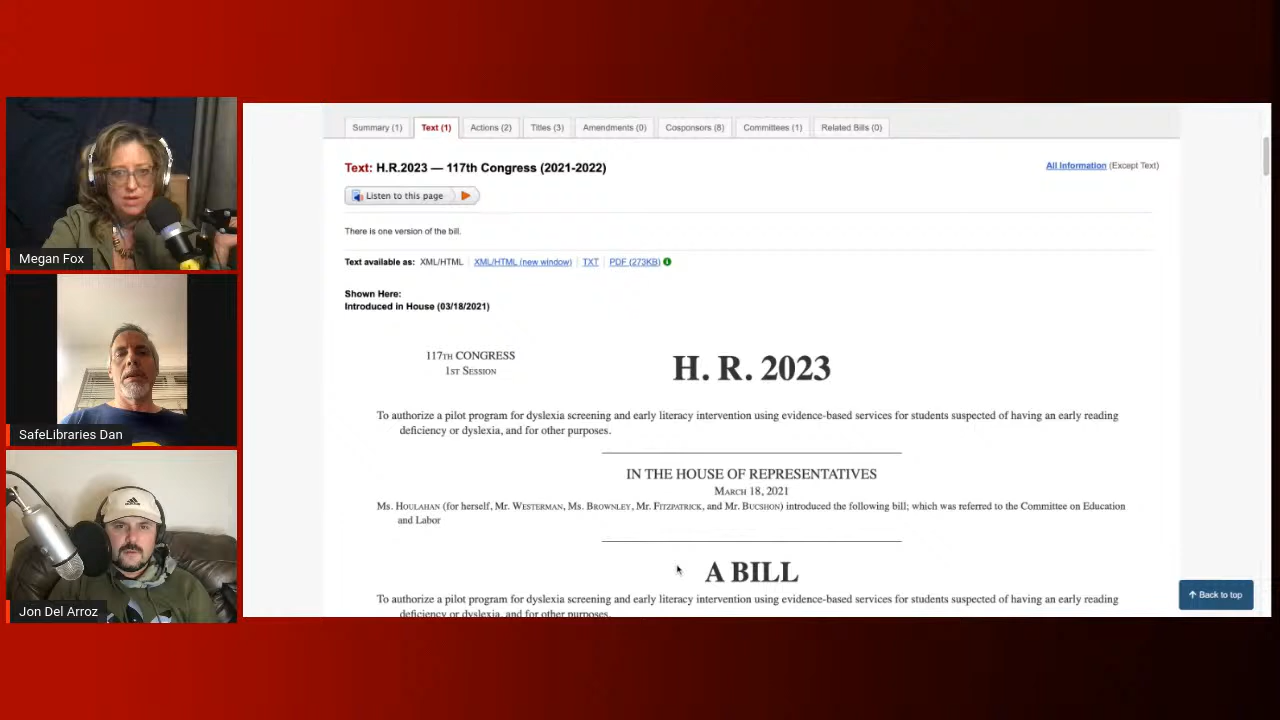 Megan Fox
SafeLibraries Dan
Jon Del Arroz
Summary (1) Text (1) Actions (2) Titles (3) Amendments (0) Cosponsors (8) Committees (1) Related Bills (0)
Text: H.R.2023 — 117th Congress (2021-2022)
All Information (Except Text)
Listen to this page
There is one version of the bill.
Text available as: XML/HTML XML/HTML (new window) TXT PDF (273KB)
Shown Here:
Introduced in House (03/18/2021)
117TH CONGRESS
1ST SESSION
H. R. 2023
To authorize a pilot program for dyslexia screening and early literacy intervention using evidence-based services for students suspected of having an early reading
deficiency or dyslexia, and for other purposes.
IN THE HOUSE OF REPRESENTATIVES
MARCH 18, 2021
Ms. HOULAHAN (for herself, Mr. WESTERMAN, Ms. BROWNLEY, Mr. FITZPATRICK, and Mr. BUCSHON) introduced the following bill; which was referred to the Committee on Education
and Labor
A BILL
To authorize a pilot program for dyslexia screening and early literacy intervention using evidence-based services for students suspected of having an early reading
deficiency or dyslexia, and for other purposes.
Back to top